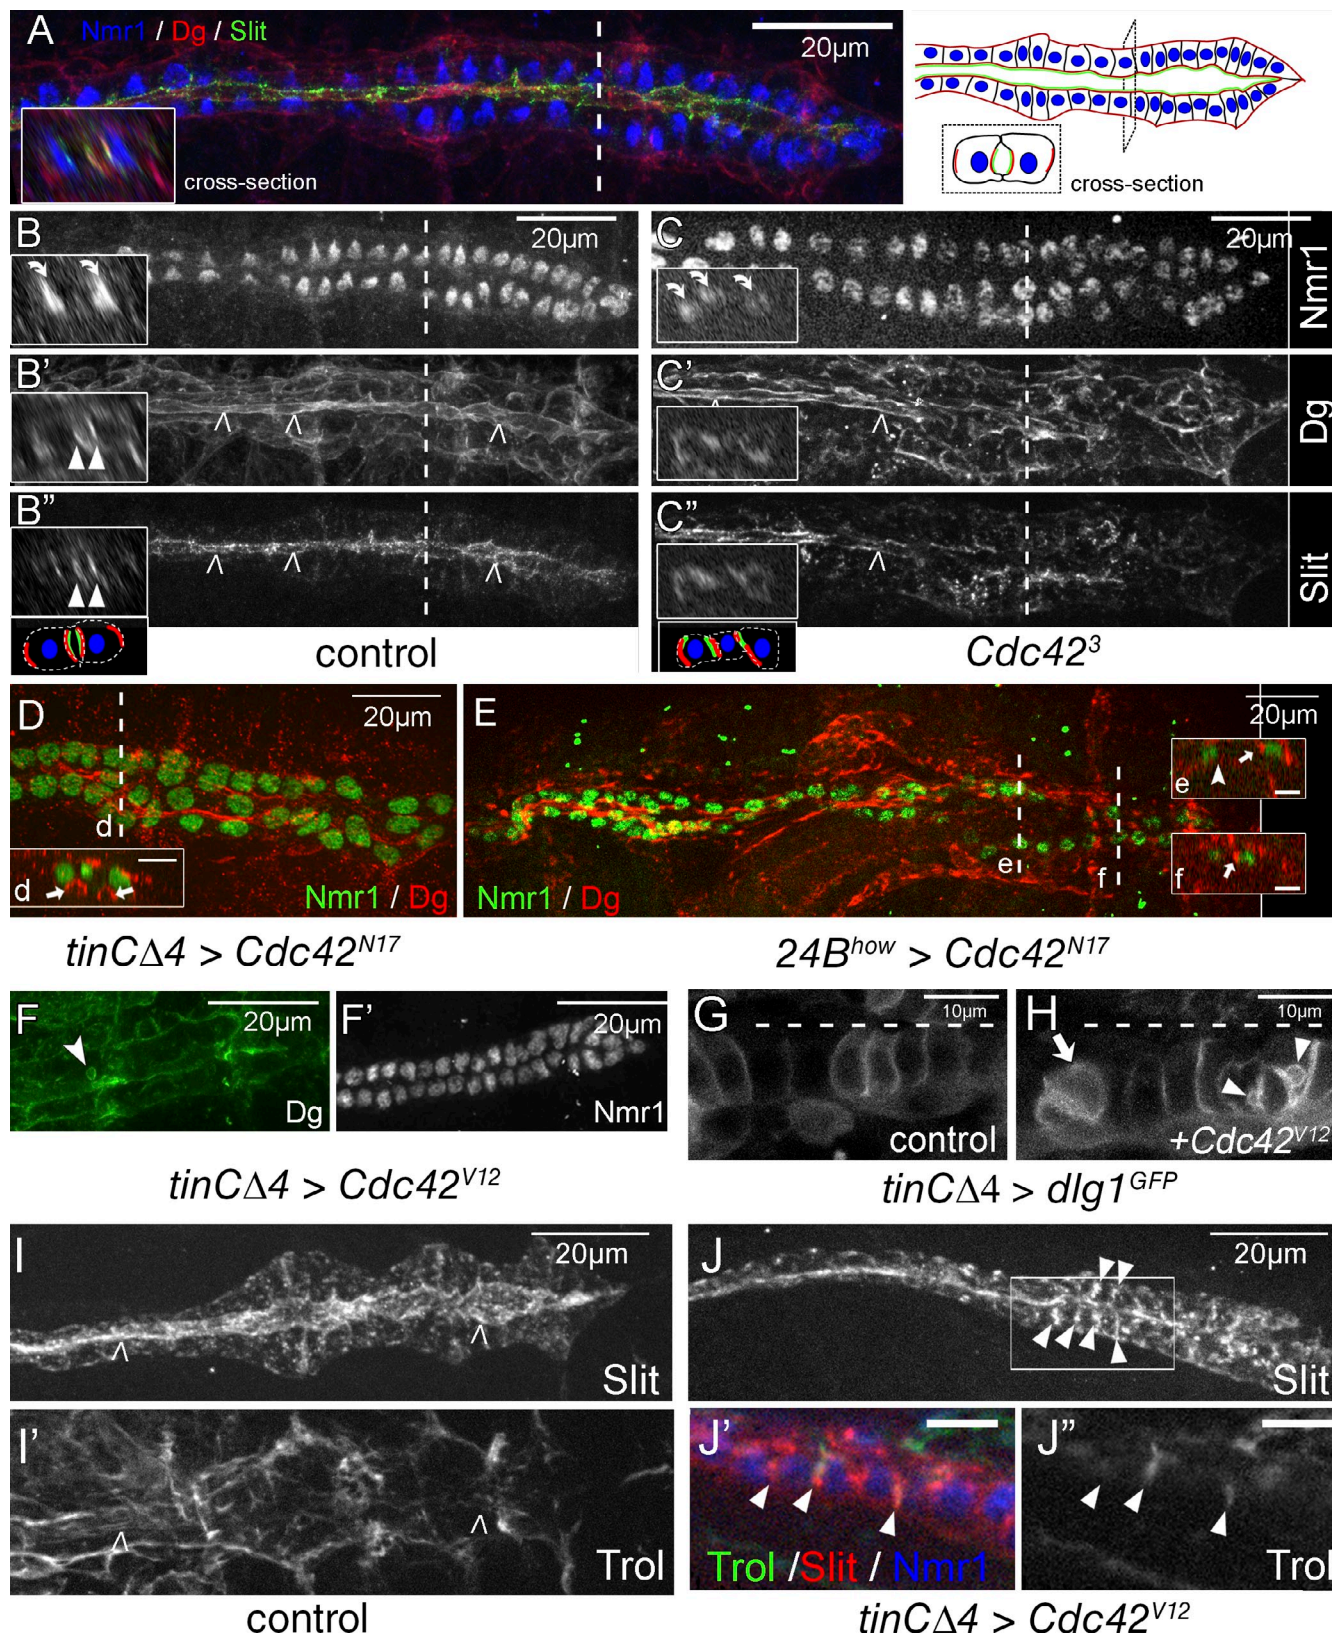 A Nmr1 / Dg / Slit
20µm
cross-section
cross-section
B
20µm
C
20µm
Nmr1
B'
C'
Dg
B"
C"
Slit
control
Cdc42³
D
20µm
d
d
Nmr1 / Dg
E
20µm
e
f
e
f
Nmr1 / Dg
tinCΔ4 > Cdc42ᴺ¹⁷
24Bʰᵒʷ > Cdc42ᴺ¹⁷
F
20µm
Dg
F'
20µm
Nmr1
G
10µm
control
H
10µm
+Cdc42ⱽ¹²
tinCΔ4 > Cdc42ⱽ¹²
tinCΔ4 > dlg1ᴳᶠᴾ
I
20µm
Slit
J
20µm
Slit
I'
Trol
J'
Trol /Slit / Nmr1
J"
Trol
control
tinCΔ4 > Cdc42ⱽ¹²